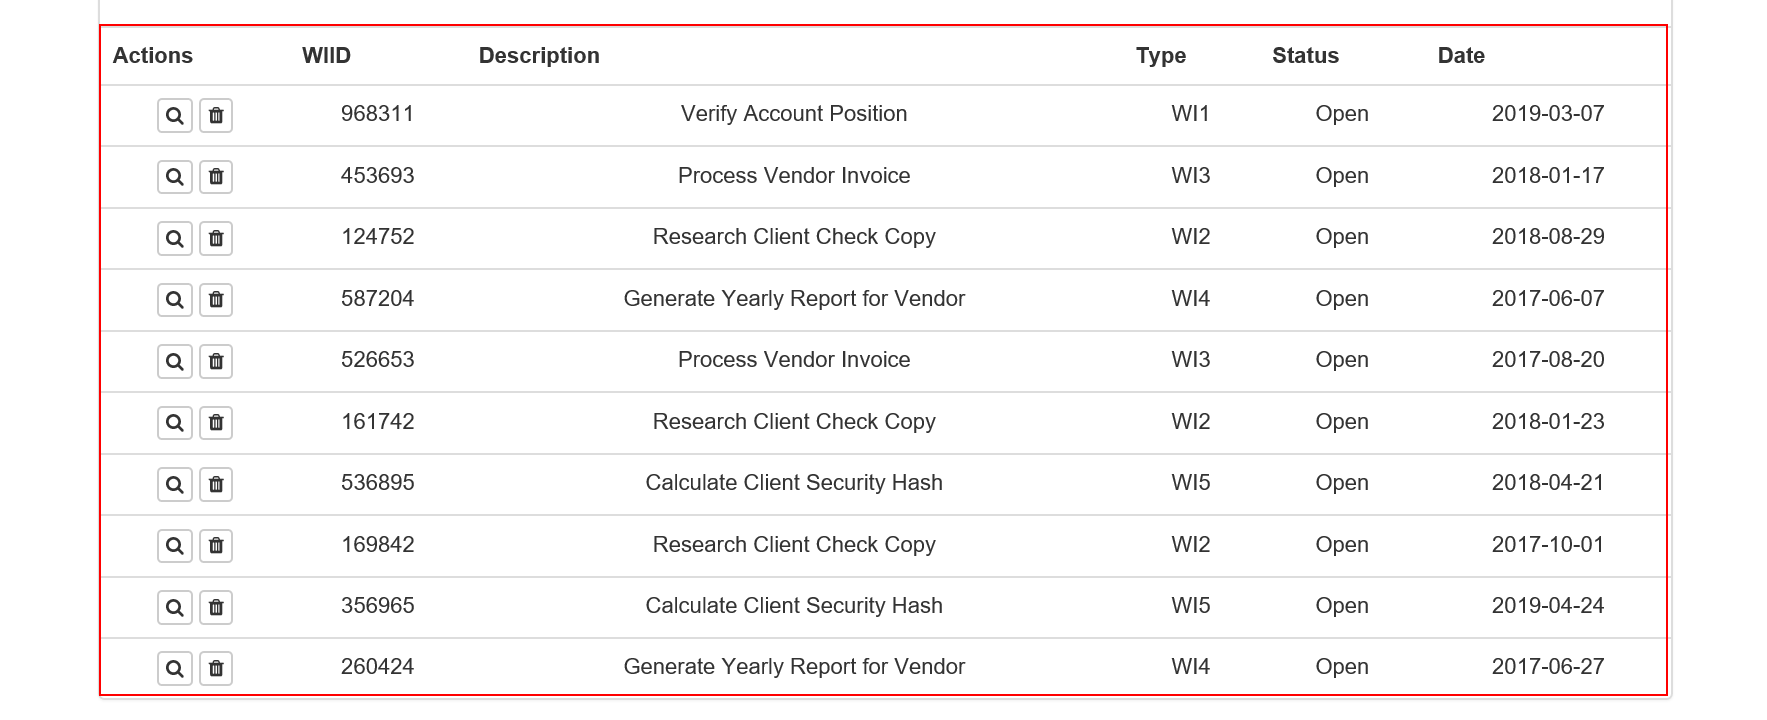 Actions WIID Description Type Status Date
968311 Verify Account Position WI1 Open 2019-03-07
453693 Process Vendor Invoice WI3 Open 2018-01-17
124752 Research Client Check Copy WI2 Open 2018-08-29
587204 Generate Yearly Report for Vendor WI4 Open 2017-06-07
526653 Process Vendor Invoice WI3 Open 2017-08-20
161742 Research Client Check Copy WI2 Open 2018-01-23
536895 Calculate Client Security Hash WI5 Open 2018-04-21
169842 Research Client Check Copy WI2 Open 2017-10-01
356965 Calculate Client Security Hash WI5 Open 2019-04-24
260424 Generate Yearly Report for Vendor WI4 Open 2017-06-27